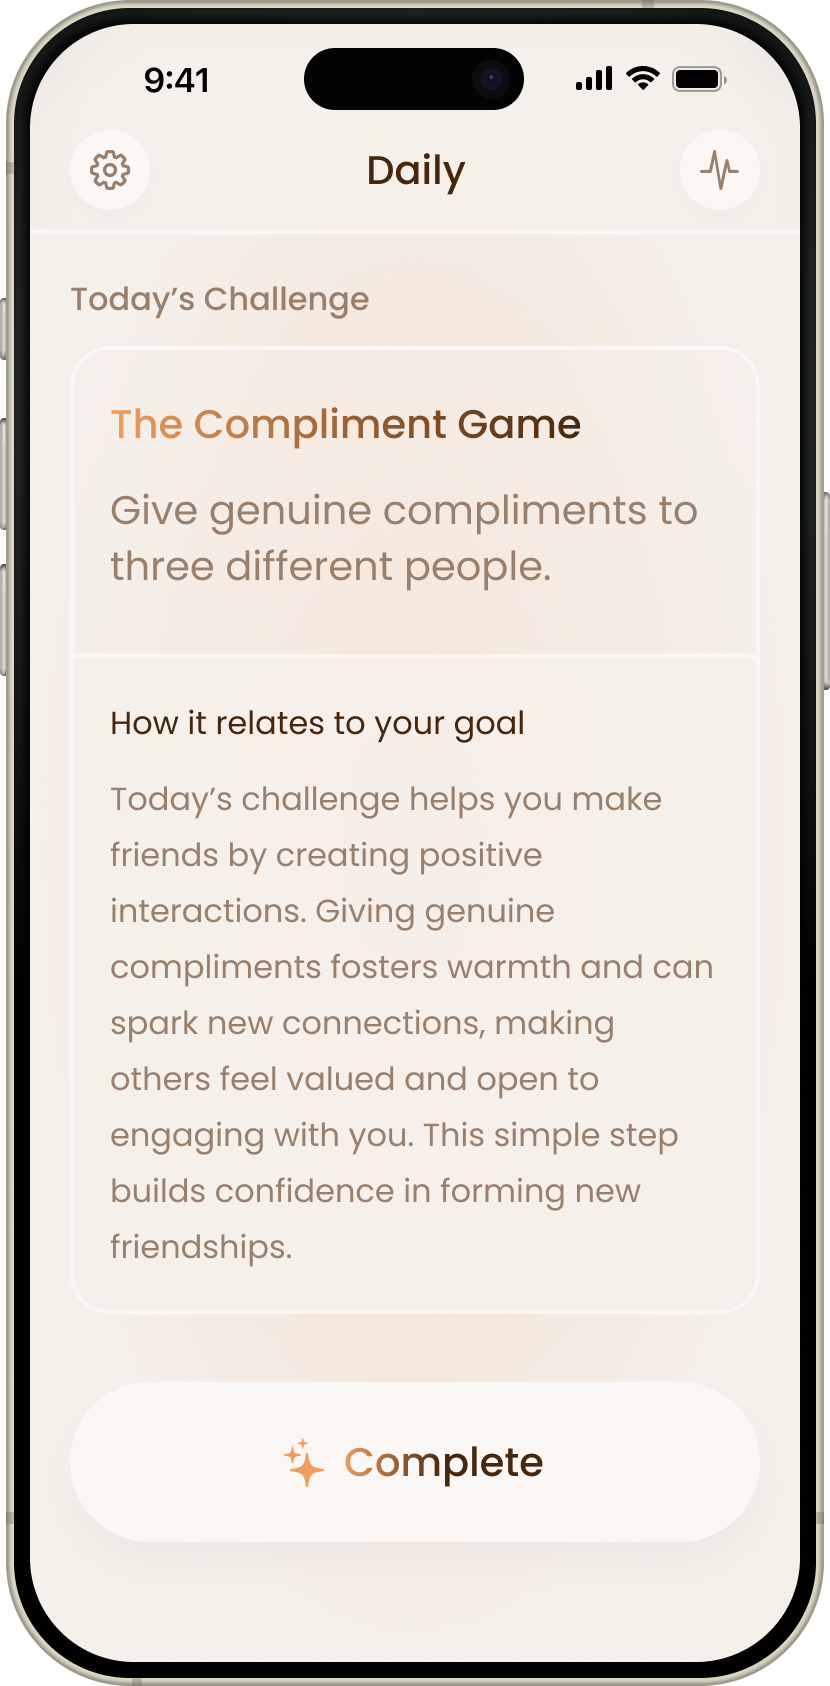 9:41
Daily
Today’s Challenge
The Compliment Game
Give genuine compliments to
three different people.
How it relates to your goal
Today’s challenge helps you make
friends by creating positive
interactions. Giving genuine
compliments fosters warmth and can
spark new connections, making
others feel valued and open to
engaging with you. This simple step
builds confidence in forming new
friendships.
Complete